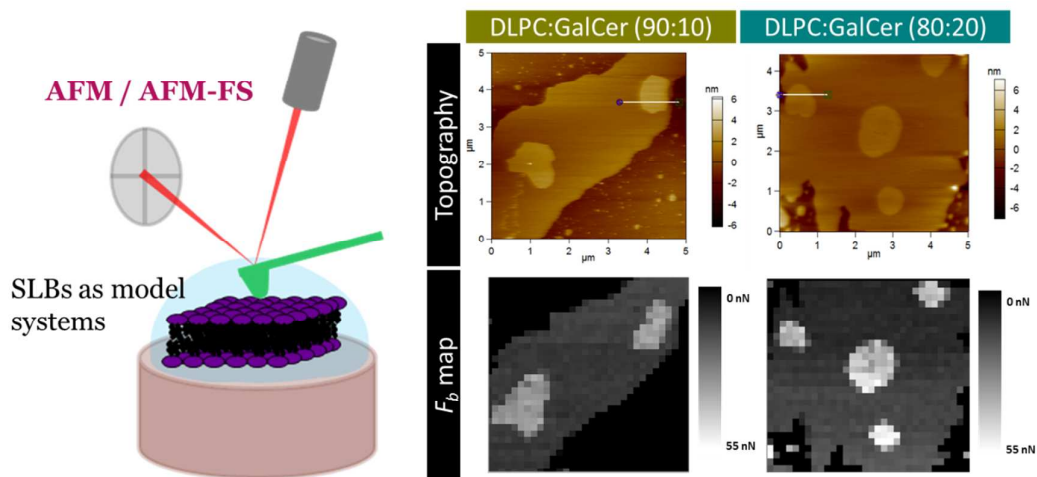 AFM / AFM-FS
SLBs as model
systems
DLPC:GalCer (90:10)
DLPC:GalCer (80:20)
Topography
5
4
3
2
1
0
µm
0
1
2
3
4
5
µm
nm
6
4
2
0
-2
-4
-6
4
3
2
1
0
µm
0
1
2
3
4
5
µm
nm
6
4
2
0
-2
-4
-6
Fb map
0 nN
55 nN
0 nN
55 nN